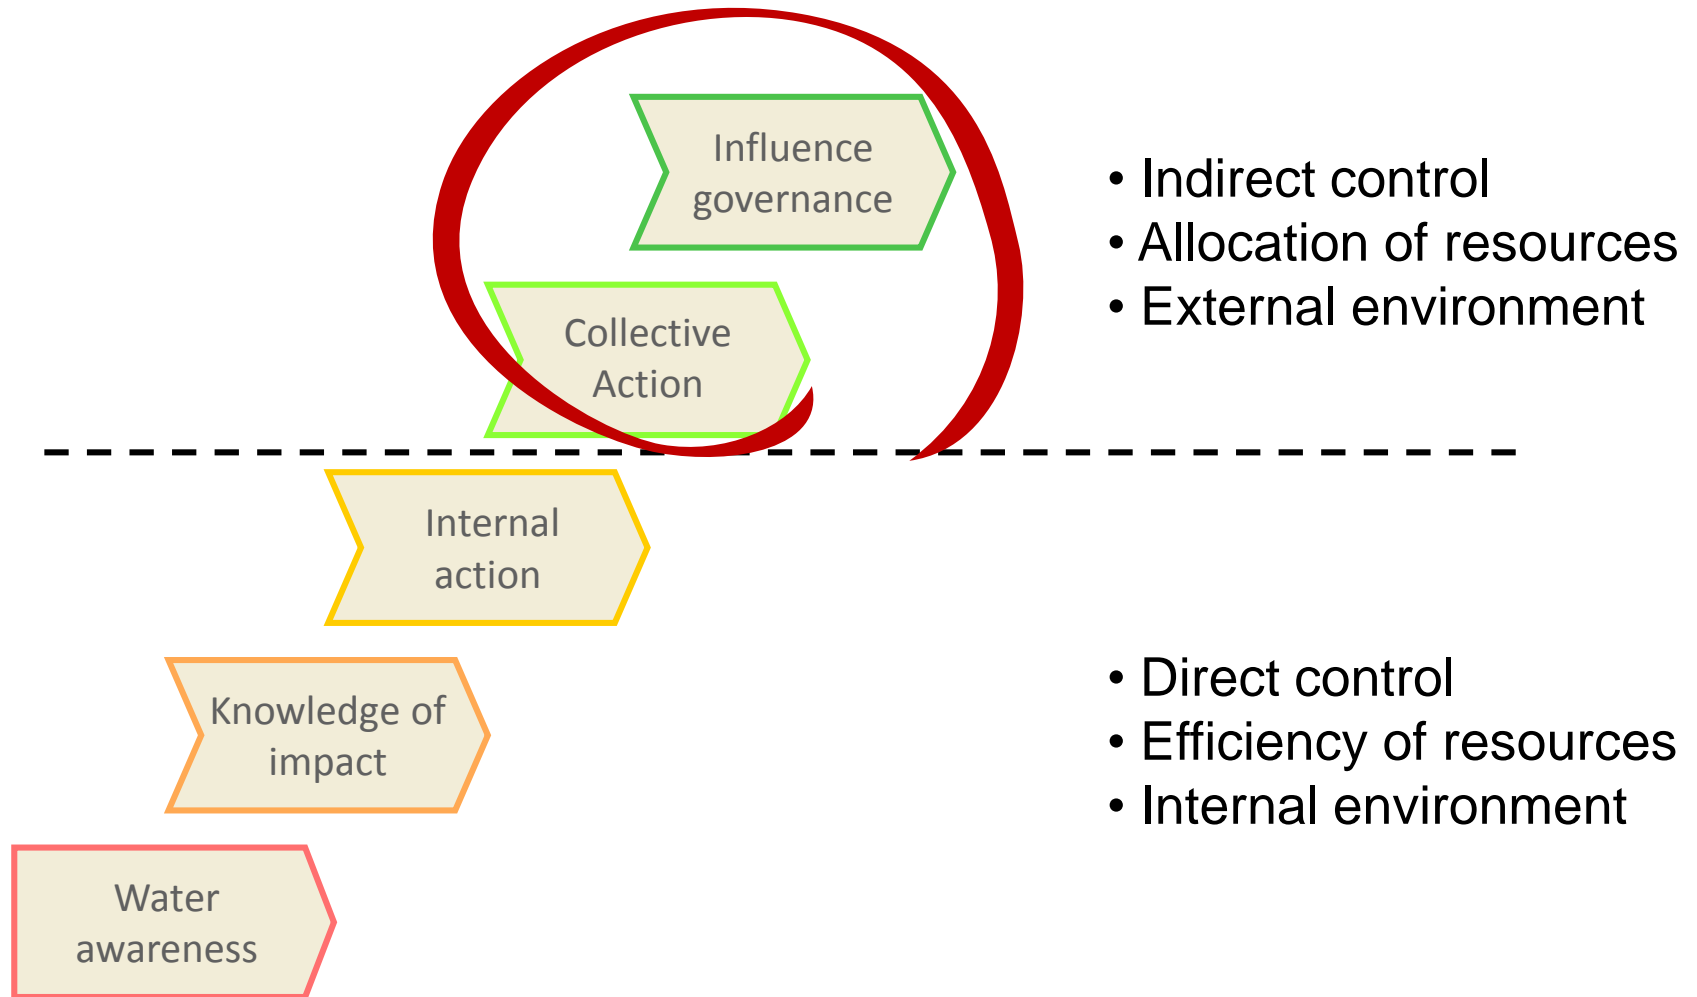 Influence
governance
• Indirect control
• Allocation of resources
• External environment
Collective
Action
Internal
action
Knowledge of
impact
• Direct control
• Efficiency of resources
• Internal environment
Water
awareness